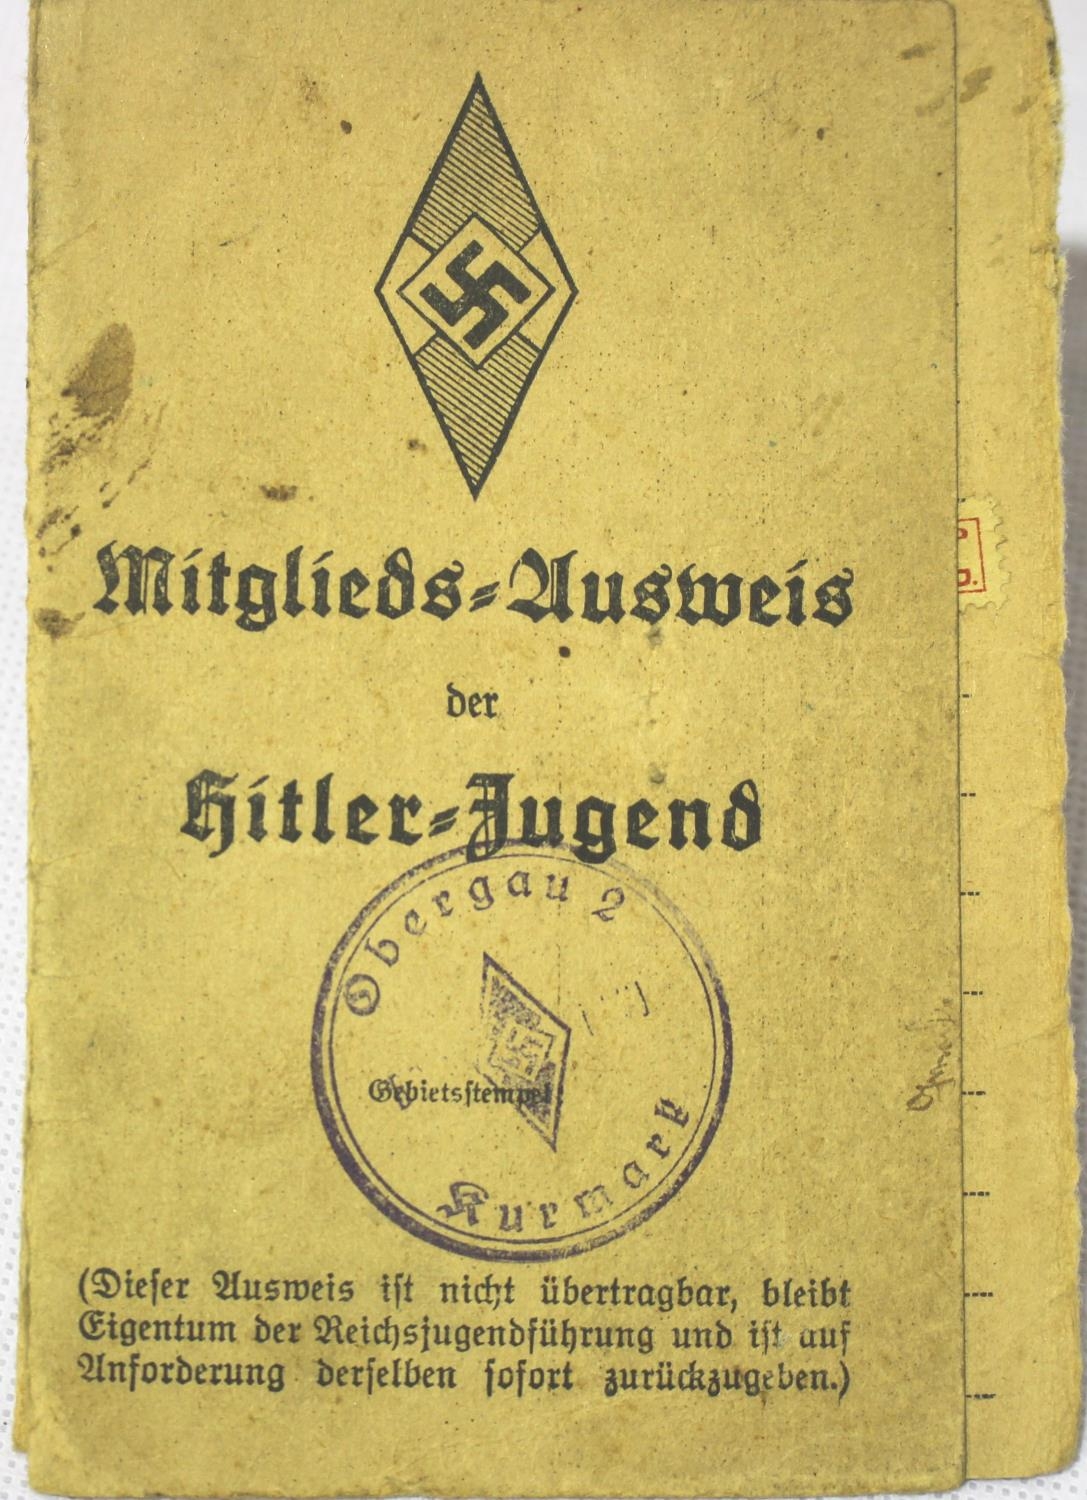 Mitglieds-Ausweis
der
Hitler-Jugend
Obergau 2
Gebietsstempel
Kurmark
(Dieser Ausweis ist nicht übertragbar, bleibt
Eigentum der Reichsjugendführung und ist auf
Anforderung derselben sofort zurückzugeben.)